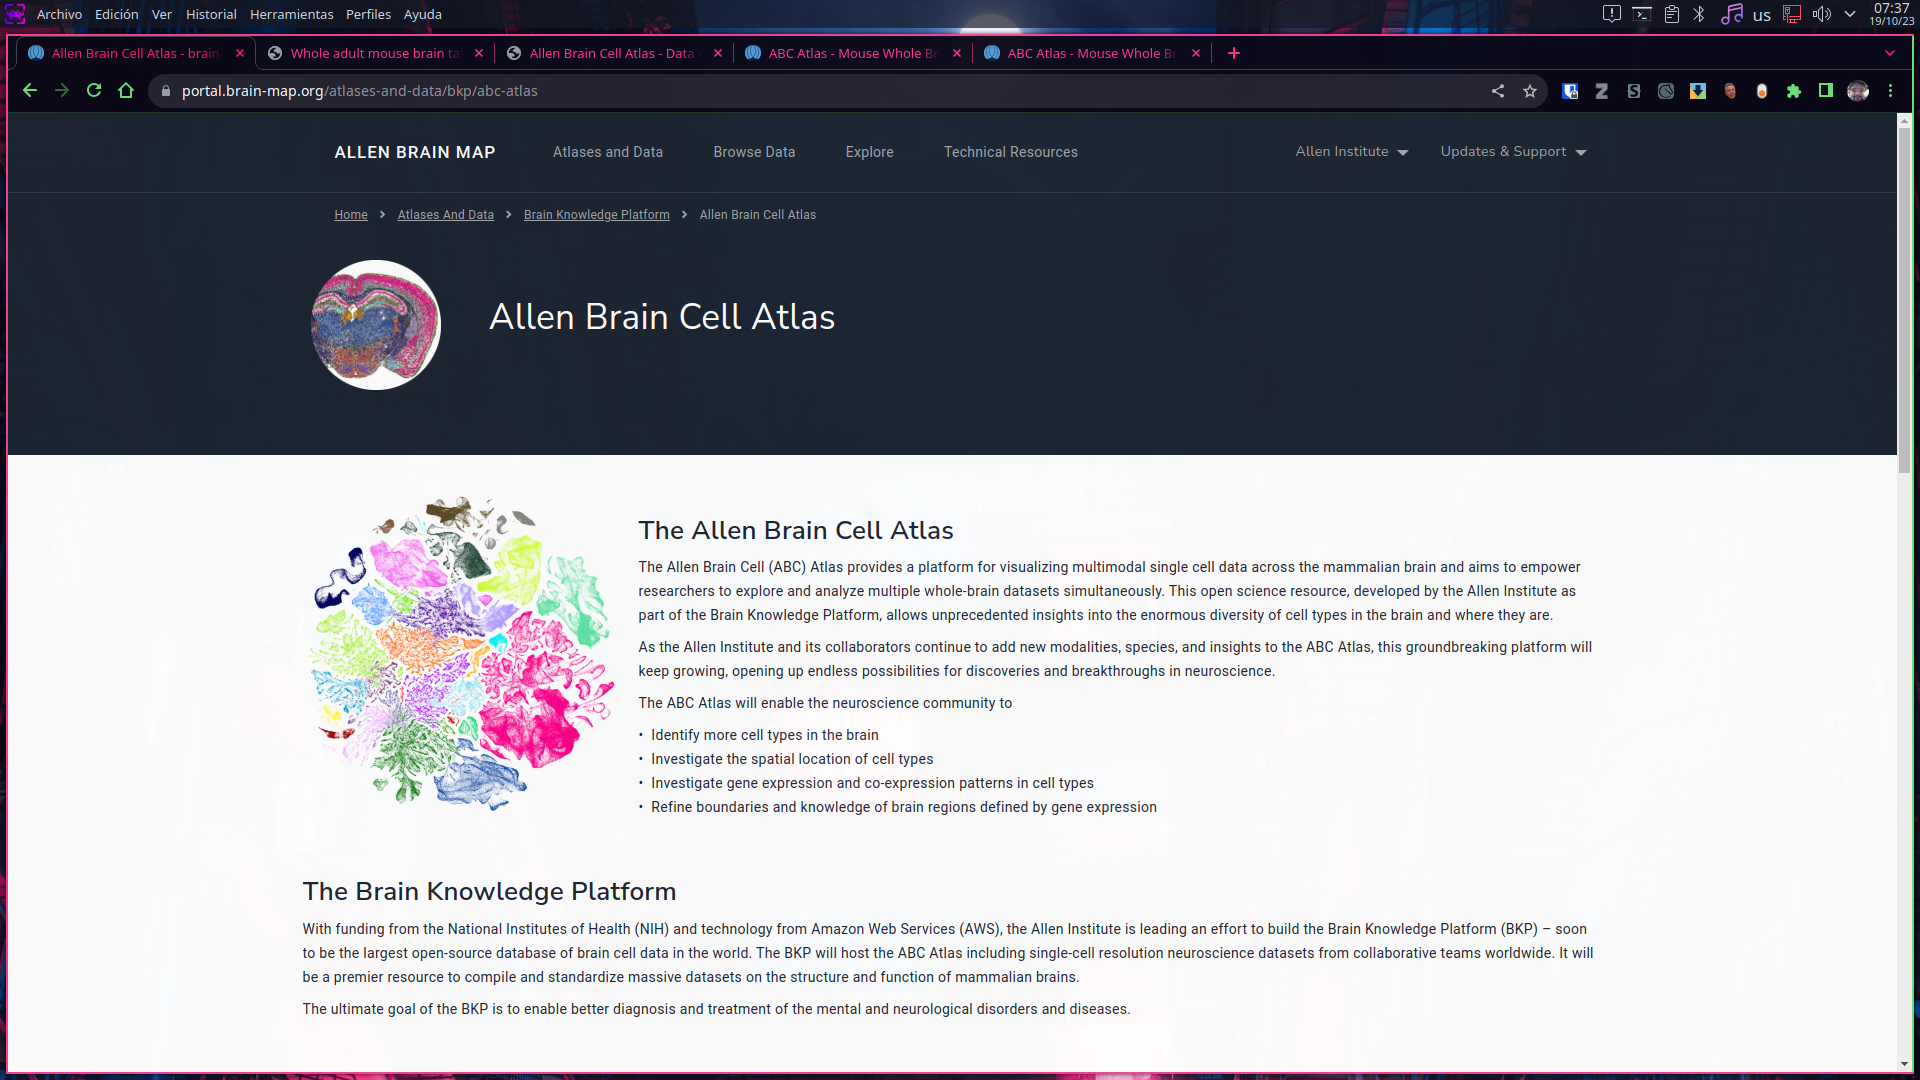 Archivo Edición Ver Historial Herramientas Perfiles Ayuda
us
07:37
19/10/23
Allen Brain Cell Atlas - brain-
Whole adult mouse brain ta
Allen Brain Cell Atlas - Data
ABC Atlas - Mouse Whole Br
ABC Atlas - Mouse Whole Br
portal.brain-map.org/atlases-and-data/bkp/abc-atlas
ALLEN BRAIN MAP Atlases and Data Browse Data Explore Technical Resources Allen Institute Updates & Support
Home > Atlases And Data > Brain Knowledge Platform > Allen Brain Cell Atlas
Allen Brain Cell Atlas
The Allen Brain Cell Atlas
The Allen Brain Cell (ABC) Atlas provides a platform for visualizing multimodal single cell data across the mammalian brain and aims to empower
researchers to explore and analyze multiple whole-brain datasets simultaneously. This open science resource, developed by the Allen Institute as
part of the Brain Knowledge Platform, allows unprecedented insights into the enormous diversity of cell types in the brain and where they are.
As the Allen Institute and its collaborators continue to add new modalities, species, and insights to the ABC Atlas, this groundbreaking platform will
keep growing, opening up endless possibilities for discoveries and breakthroughs in neuroscience.
The ABC Atlas will enable the neuroscience community to
• Identify more cell types in the brain
• Investigate the spatial location of cell types
• Investigate gene expression and co-expression patterns in cell types
• Refine boundaries and knowledge of brain regions defined by gene expression
The Brain Knowledge Platform
With funding from the National Institutes of Health (NIH) and technology from Amazon Web Services (AWS), the Allen Institute is leading an effort to build the Brain Knowledge Platform (BKP) – soon
to be the largest open-source database of brain cell data in the world. The BKP will host the ABC Atlas including single-cell resolution neuroscience datasets from collaborative teams worldwide. It will
be a premier resource to compile and standardize massive datasets on the structure and function of mammalian brains.
The ultimate goal of the BKP is to enable better diagnosis and treatment of the mental and neurological disorders and diseases.